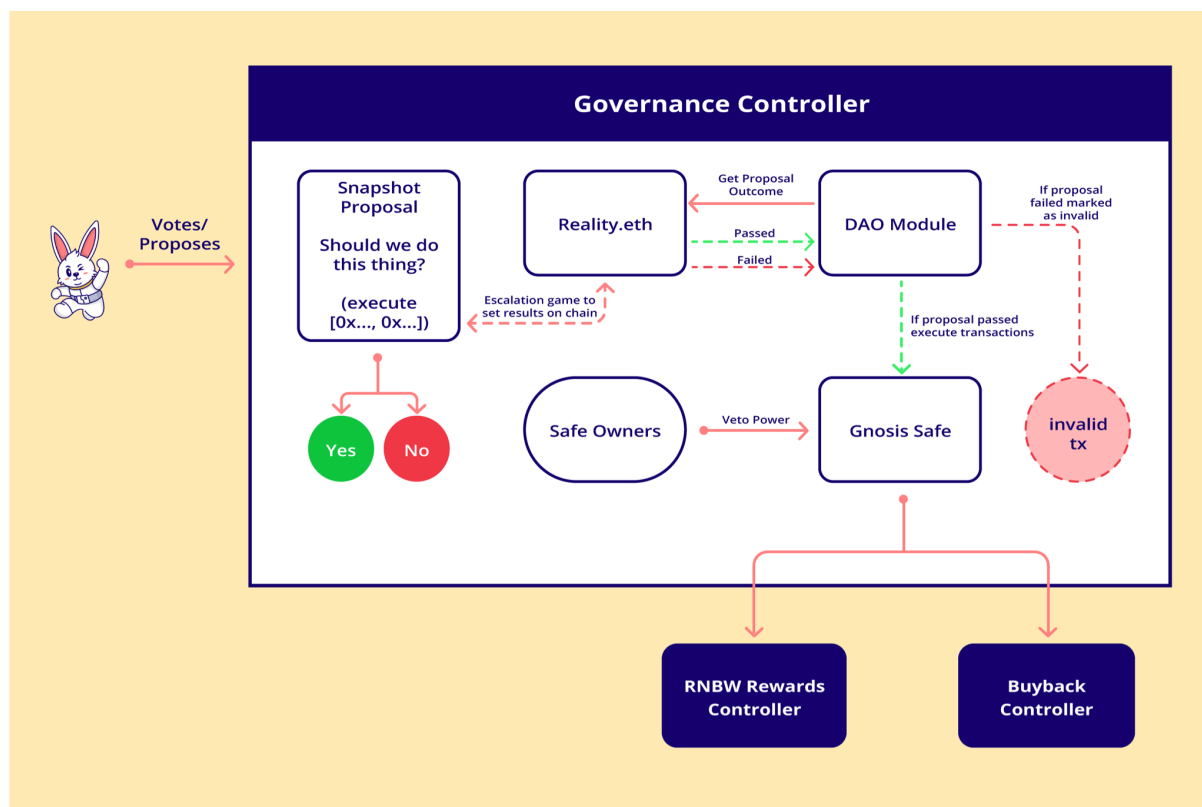 Governance Controller
Votes/
Proposes
Snapshot
Proposal
Should we do
this thing?
(execute
[0x..., 0x...])
Yes
No
Reality.eth
Get Proposal
Outcome
Passed
Failed
DAO Module
If proposal
failed marked
as invalid
Escalation game to
set results on chain
If proposal passed
execute transactions
Safe Owners
Veto Power
Gnosis Safe
invalid
tx
RNBW Rewards
Controller
Buyback
Controller